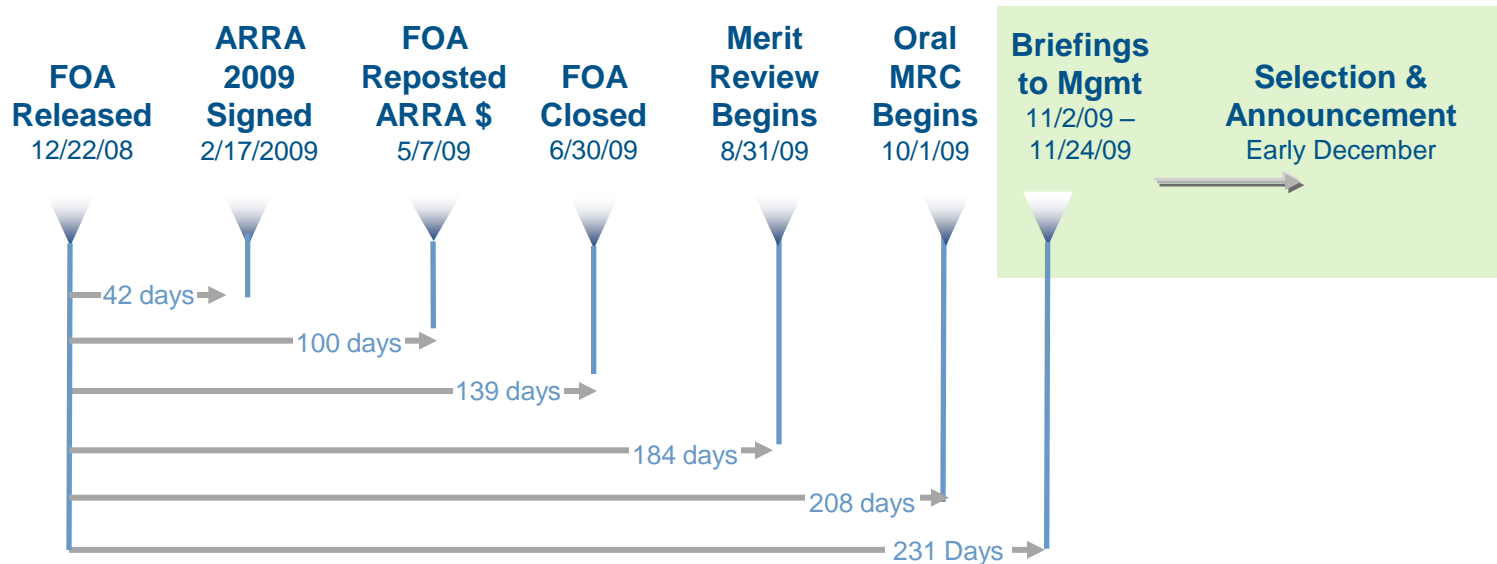 FOA
Released
12/22/08
ARRA
2009
Signed
2/17/2009
FOA
Reposted
ARRA $
5/7/09
FOA
Closed
6/30/09
Merit
Review
Begins
8/31/09
Oral
MRC
Begins
10/1/09
Briefings
to Mgmt
11/2/09 –
11/24/09
Selection &
Announcement
Early December
42 days
100 days
139 days
184 days
208 days
231 Days